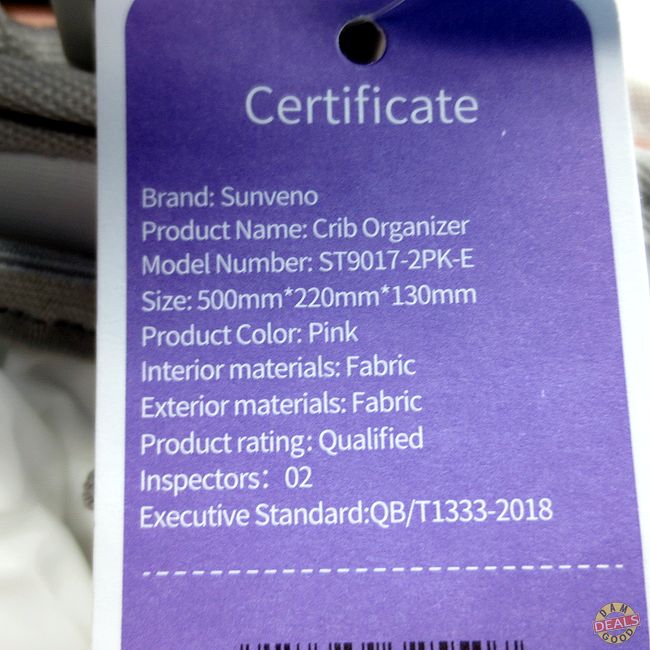 Certificate
Brand: Sunveno
Product Name: Crib Organizer
Model Number: ST9017-2PK-E
Size: 500mm*220mm*130mm
Product Color: Pink
Interior materials: Fabric
Exterior materials: Fabric
Product rating: Qualified
Inspectors： 02
Executive Standard:QB/T1333-2018
DAM
DEALS
GOOD